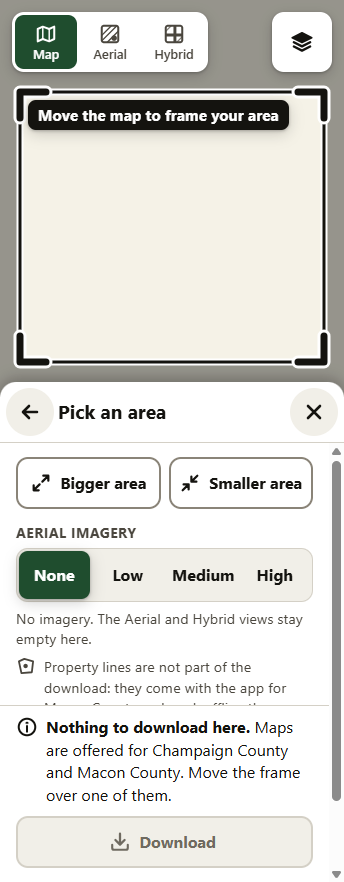 Map Aerial Hybrid
Move the map to frame your area
Pick an area
Bigger area Smaller area
AERIAL IMAGERY
None Low Medium High
No imagery. The Aerial and Hybrid views stay
empty here.
Property lines are not part of the
download: they come with the app for
Nothing to download here. Maps
are offered for Champaign County
and Macon County. Move the frame
over one of them.
Download